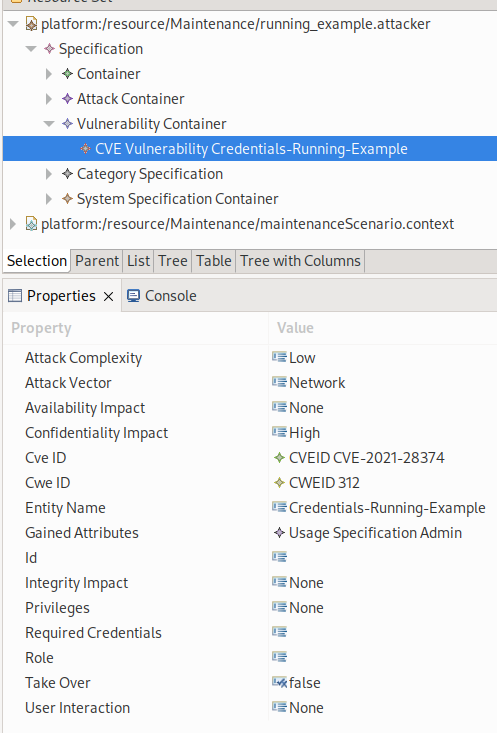 Resource Set
platform:/resource/Maintenance/running_example.attacker
Specification
Container
Attack Container
Vulnerability Container
CVE Vulnerability Credentials-Running-Example
Category Specification
System Specification Container
platform:/resource/Maintenance/maintenanceScenario.context
Selection Parent List Tree Table Tree with Columns
Properties Console
Property Value
Attack Complexity Low
Attack Vector Network
Availability Impact None
Confidentiality Impact High
Cve ID CVEID CVE-2021-28374
Cwe ID CWEID 312
Entity Name Credentials-Running-Example
Gained Attributes Usage Specification Admin
Id
Integrity Impact None
Privileges None
Required Credentials
Role
Take Over false
User Interaction None